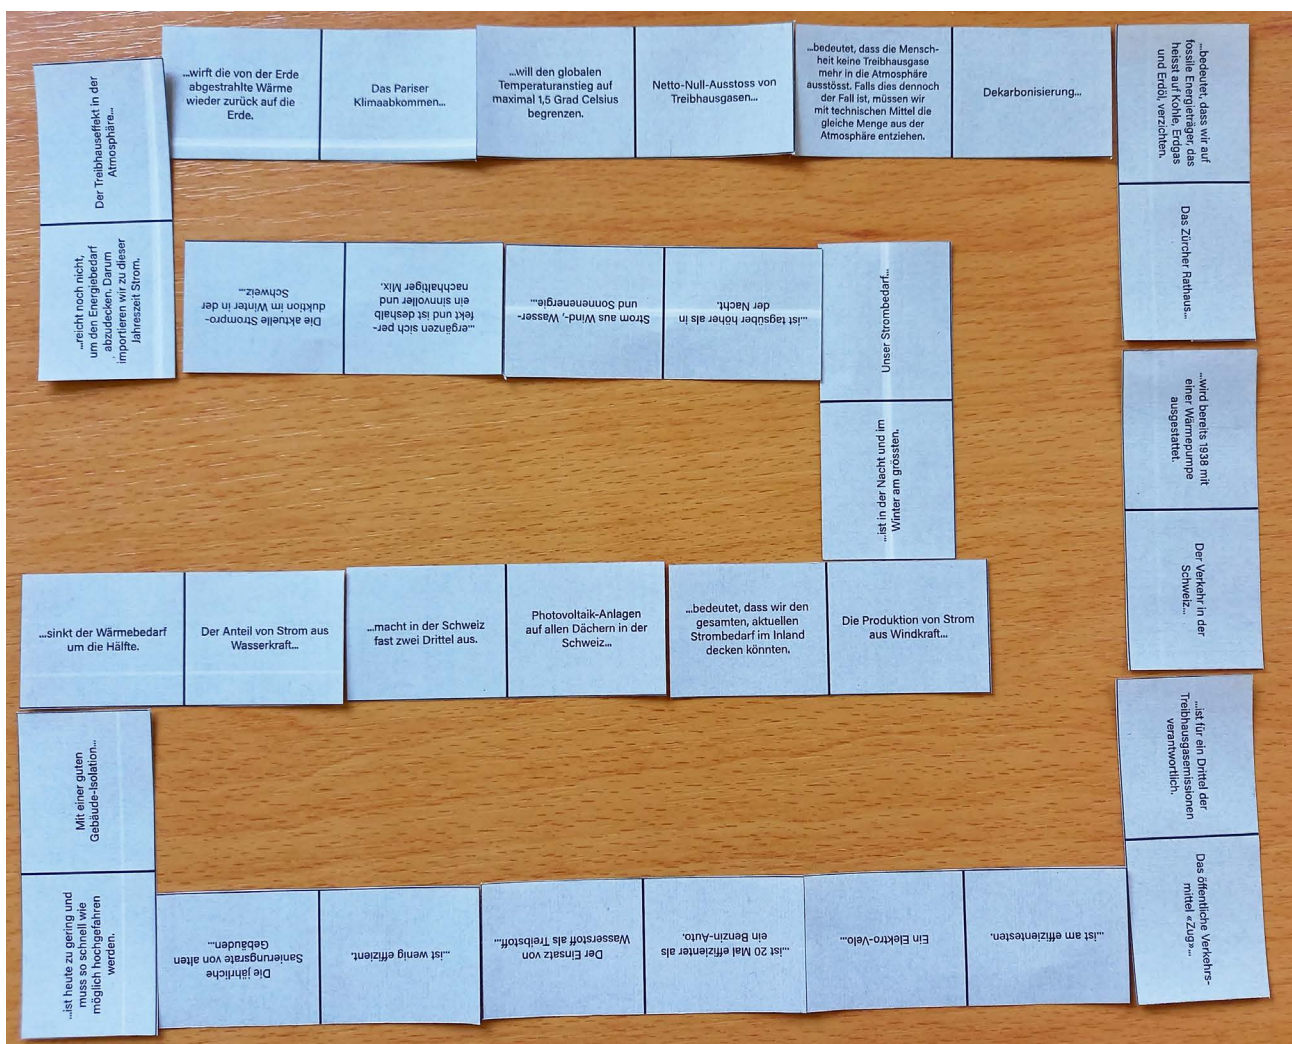 ...wirft die von der Erde
abgestrahlte Wärme
wieder zurück auf die
Erde.
Das Pariser
Klimaabkommen...
...will den globalen
Temperaturanstieg auf
maximal 1,5 Grad Celsius
begrenzen.
Netto-Null-Ausstoss von
Treibhausgasen...
...bedeutet, dass die Mensch-
heit keine Treibhausgase
mehr in die Atmosphäre
ausstösst. Falls dies dennoch
der Fall ist, müssen wir
mit technischen Mittel die
gleiche Menge aus der
Atmosphäre entziehen.
Dekarbonisierung...
...bedeutet, dass wir auf
fossile Energieträger, das
heisst auf Kohle, Erdgas
und Erdöl, verzichten.
Das Zürcher Rathaus...
...wird bereits 1938 mit
einer Wärmepumpe
ausgestattet.
Der Verkehr in der
Schweiz...
...ist für ein Drittel der
Treibhausgasemissionen
verantwortlich.
Das öffentliche Verkehrs-
mittel «Zug»...
...ist am effizientesten.
Ein Elektro-Velo...
...ist 20 Mal effizienter als
ein Benzin-Auto.
Der Einsatz von
Wasserstoff als Treibstoff...
...ist wenig effizient.
Die jährliche
Sanierungsrate von alten
Gebäuden...
...ist heute zu gering und
muss so schnell wie
möglich hochgefahren
werden.
Mit einer guten
Gebäude-Isolation...
...sinkt der Wärmebedarf
um die Hälfte.
Der Anteil von Strom aus
Wasserkraft...
...macht in der Schweiz
fast zwei Drittel aus.
Photovoltaik-Anlagen
auf allen Dächern in der
Schweiz...
...bedeutet, dass wir den
gesamten, aktuellen
Strombedarf im Inland
decken könnten.
Die Produktion von Strom
aus Windkraft...
...ist in der Nacht und im
Winter am grössten.
Unser Strombedarf...
...ist tagsüber höher als in
der Nacht.
Strom aus Wind-, Wasser-
und Sonnenenergie...
...ergänzen sich per-
fekt und ist deshalb
ein sinnvoller und
nachhaltiger Mix.
Die aktuelle Strompro-
duktion im Winter in der
Schweiz...
...reicht noch nicht,
um den Energiebedarf
abzudecken. Darum
importieren wir zu dieser
Jahreszeit Strom.
Der Treibhauseffekt in der
Atmosphäre...